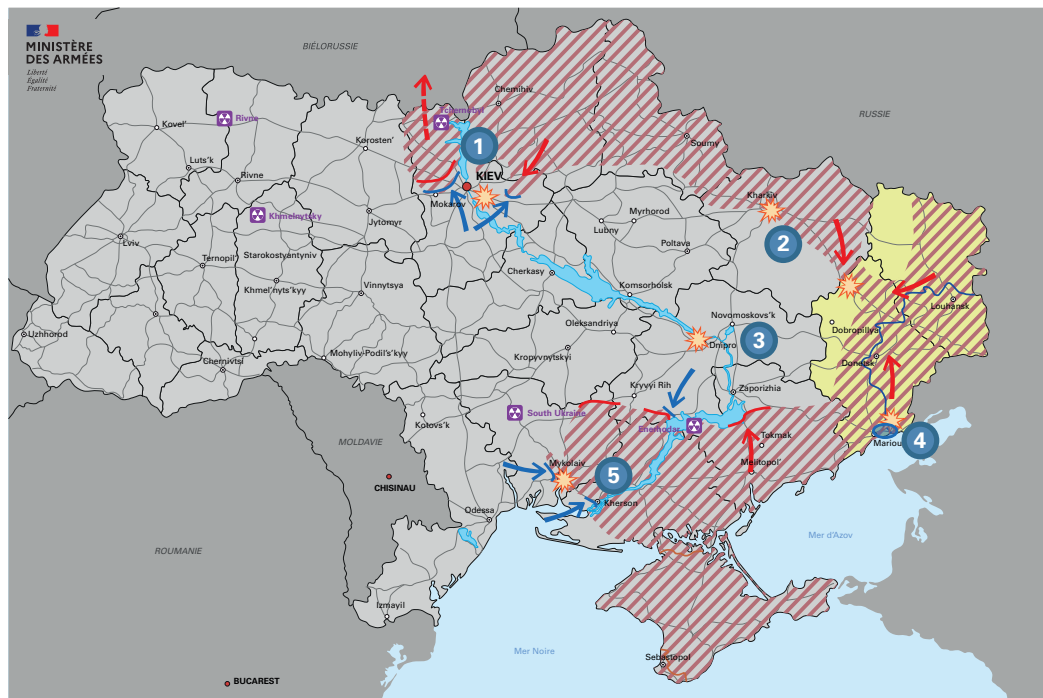 MINISTÈRE
DES ARMÉES
Liberté
Égalité
Fraternité
BIÉLORUSSIE
RUSSIE
Chernihiv
Tchernobyl
Rivne
Kovel'
Korosten'
Soumy
1
Luts'k
KIEV
Rivne
Mokarov
Kharkiv
Khmelnytsky
Jytomyr
Myrhorod
Lubny
2
Lviv
Starokostyantyniv
Poltava
Ternopil'
Cherkasy
Khmel'nyts'kyy
Vinnytsya
Komsorholsk
Louhansk
Novomoskovs'k
Oleksandriya
Dobropillya
Uzhhorod
Dnipro
3
Mohyliv-Podil's'kyy
Kropyvnytskyi
Donetsk
Chernivtsi
Kryvyi Rih
Zaporizhia
Kotovs'k
South Ukraine
Enerhodar
MOLDAVIE
Tokmak
4
Mariou
Mykolaiv
5
Melitopol'
CHISINAU
Kherson
Odessa
Mer d'Azov
ROUMANIE
Izmayil
Mer Noire
Sebastopol
BUCAREST